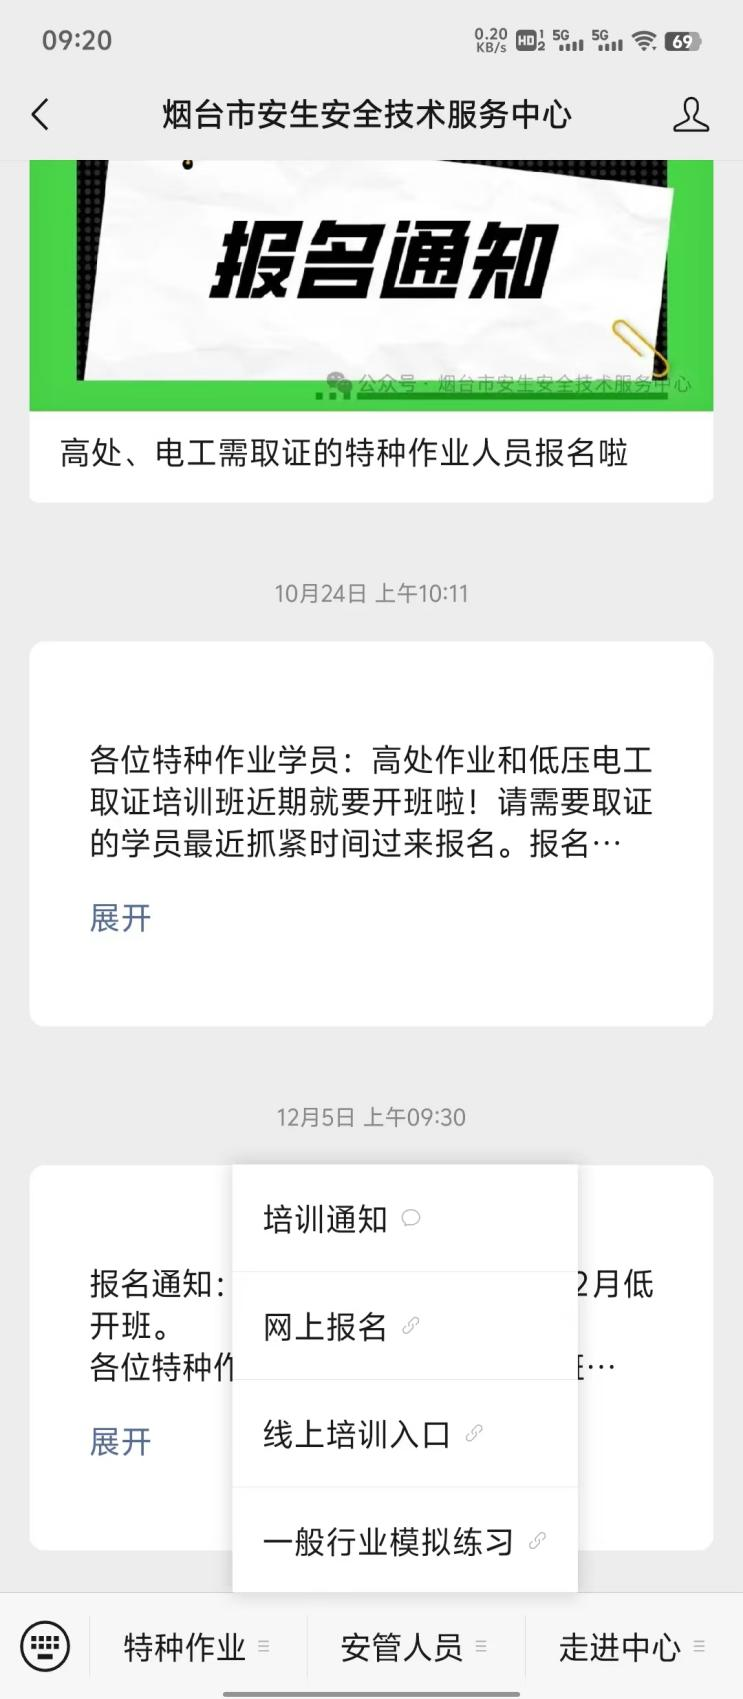 09:20
0.20
KB/s
HD 1 2
5G
5G
69
烟台市安生安全技术服务中心
报名通知
公众号·烟台市安生安全技术服务中心
高处、电工需取证的特种作业人员报名啦
10月24日 上午10:11
各位特种作业学员：高处作业和低压电工
取证培训班近期就要开班啦！请需要取证
的学员最近抓紧时间过来报名。报名…
展开
12月5日 上午09:30
报名通知： 2月低
开班。
各位特种作 …
展开
培训通知
网上报名
线上培训入口
一般行业模拟练习
特种作业
安管人员
走进中心